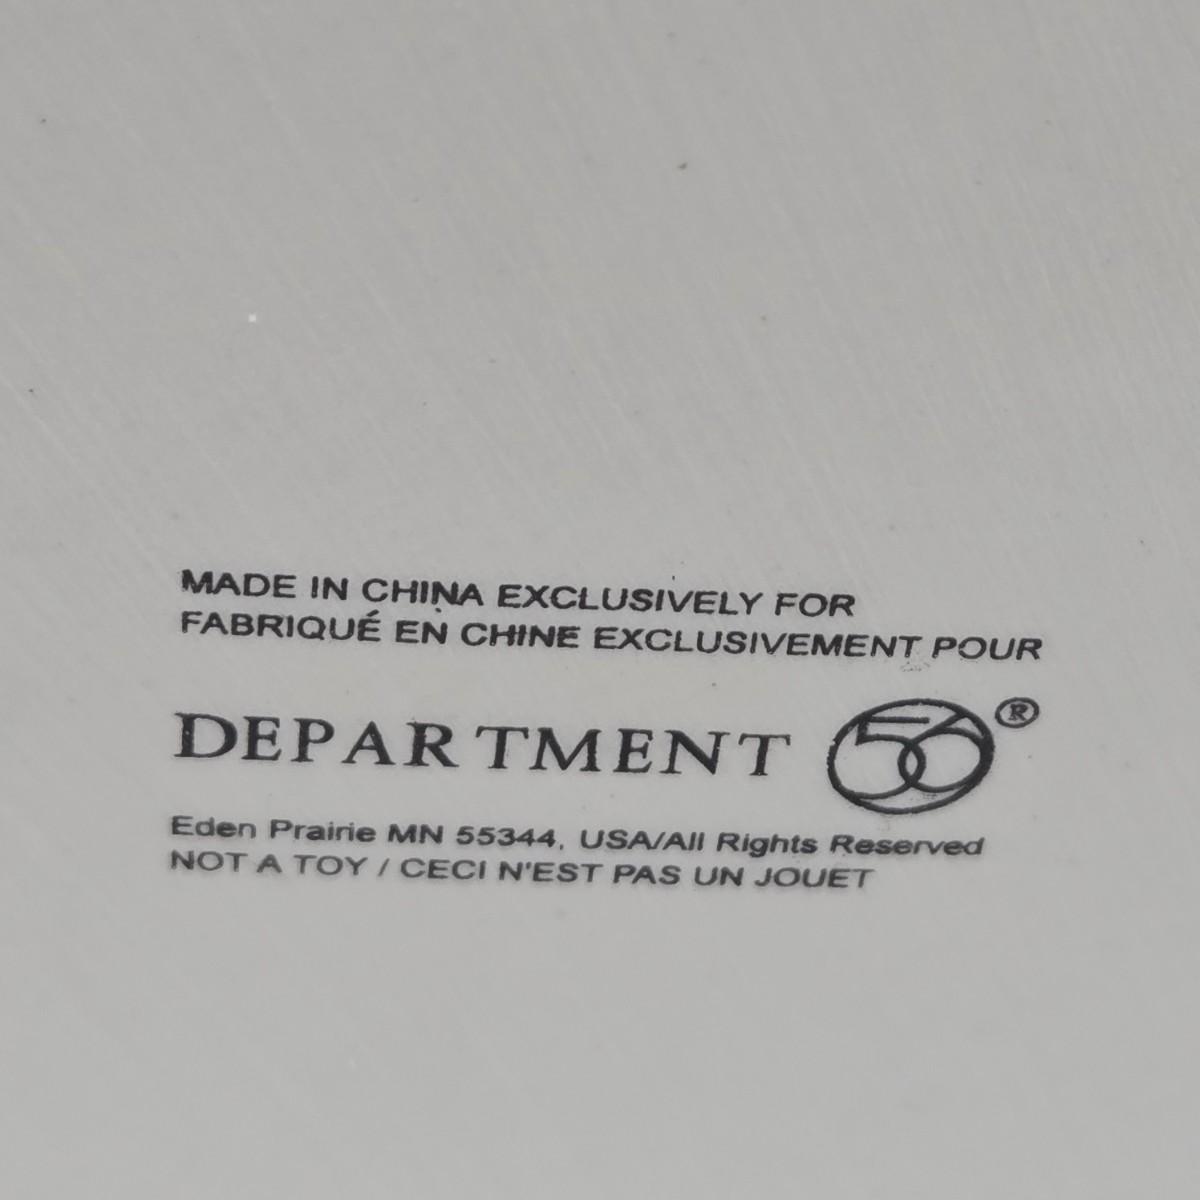 MADE IN CHINA EXCLUSIVELY FOR
FABRIQUÉ EN CHINE EXCLUSIVEMENT POUR
DEPARTMENT 56®
Eden Prairie MN 55344, USA/All Rights Reserved
NOT A TOY / CECI N'EST PAS UN JOUET